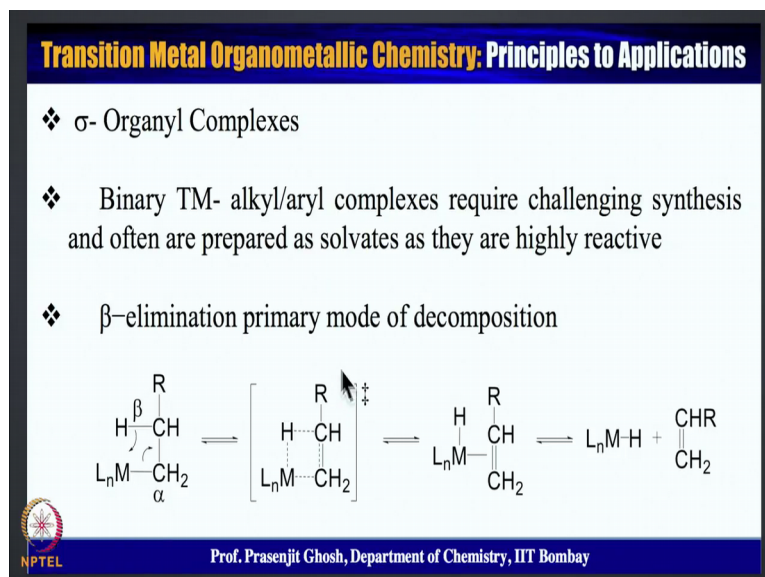 Transition Metal Organometallic Chemistry: Principles to Applications
❖ σ- Organyl Complexes
❖ Binary TM- alkyl/aryl complexes require challenging synthesis
and often are prepared as solvates as they are highly reactive
❖ β−elimination primary mode of decomposition
R
β
H CH
LnM CH2
α
R ‡
H CH
LnM CH2
R
H
CH
LnM
CH2
LnM-H +
CHR
CH2
NPTEL
Prof. Prasenjit Ghosh, Department of Chemistry, IIT Bombay